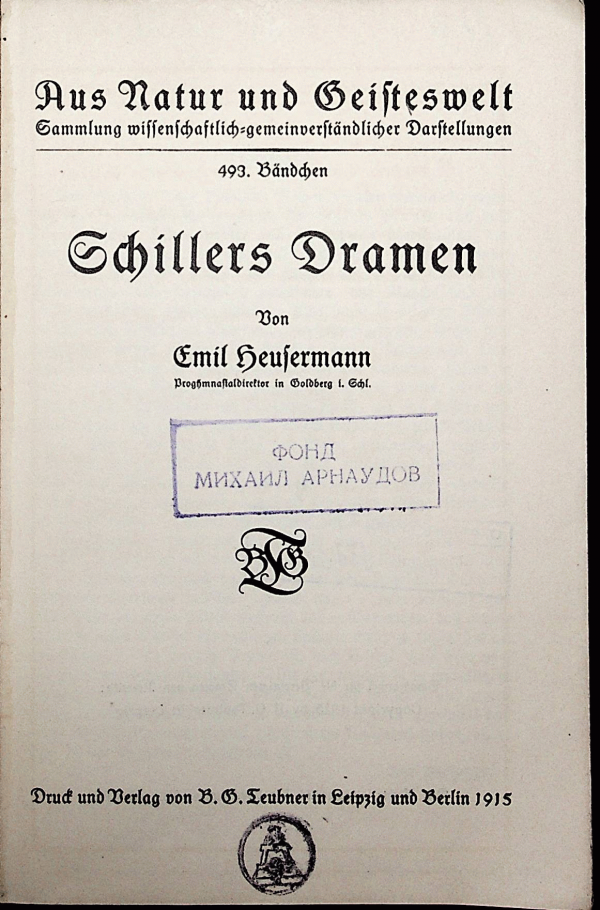 Aus Natur und Geisteswelt
Sammlung wissenschaftlich-gemeinverständlicher Darstellungen
493. Bändchen
Schillers Dramen
Von
Emil Heusermann
Progymnasialdirektor in Goldberg i. Schl.
ФОНД
МИХАИЛ АРНАУДОВ
BTG
Druck und Verlag von B. G. Teubner in Leipzig und Berlin 1915